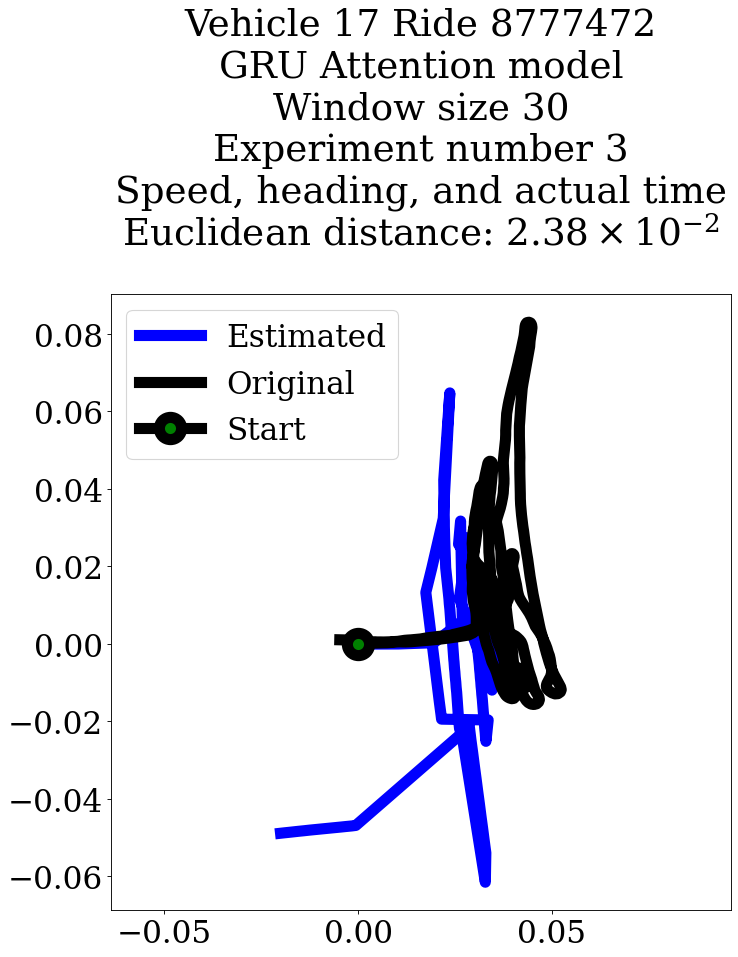 Vehicle 17 Ride 8777472
GRU Attention model
Window size 30
Experiment number 3
Speed, heading, and actual time
Euclidean distance: 2.38 × 10⁻²
Estimated
Original
Start
0.08
0.06
0.04
0.02
0.00
−0.02
−0.04
−0.06
−0.05 0.00 0.05